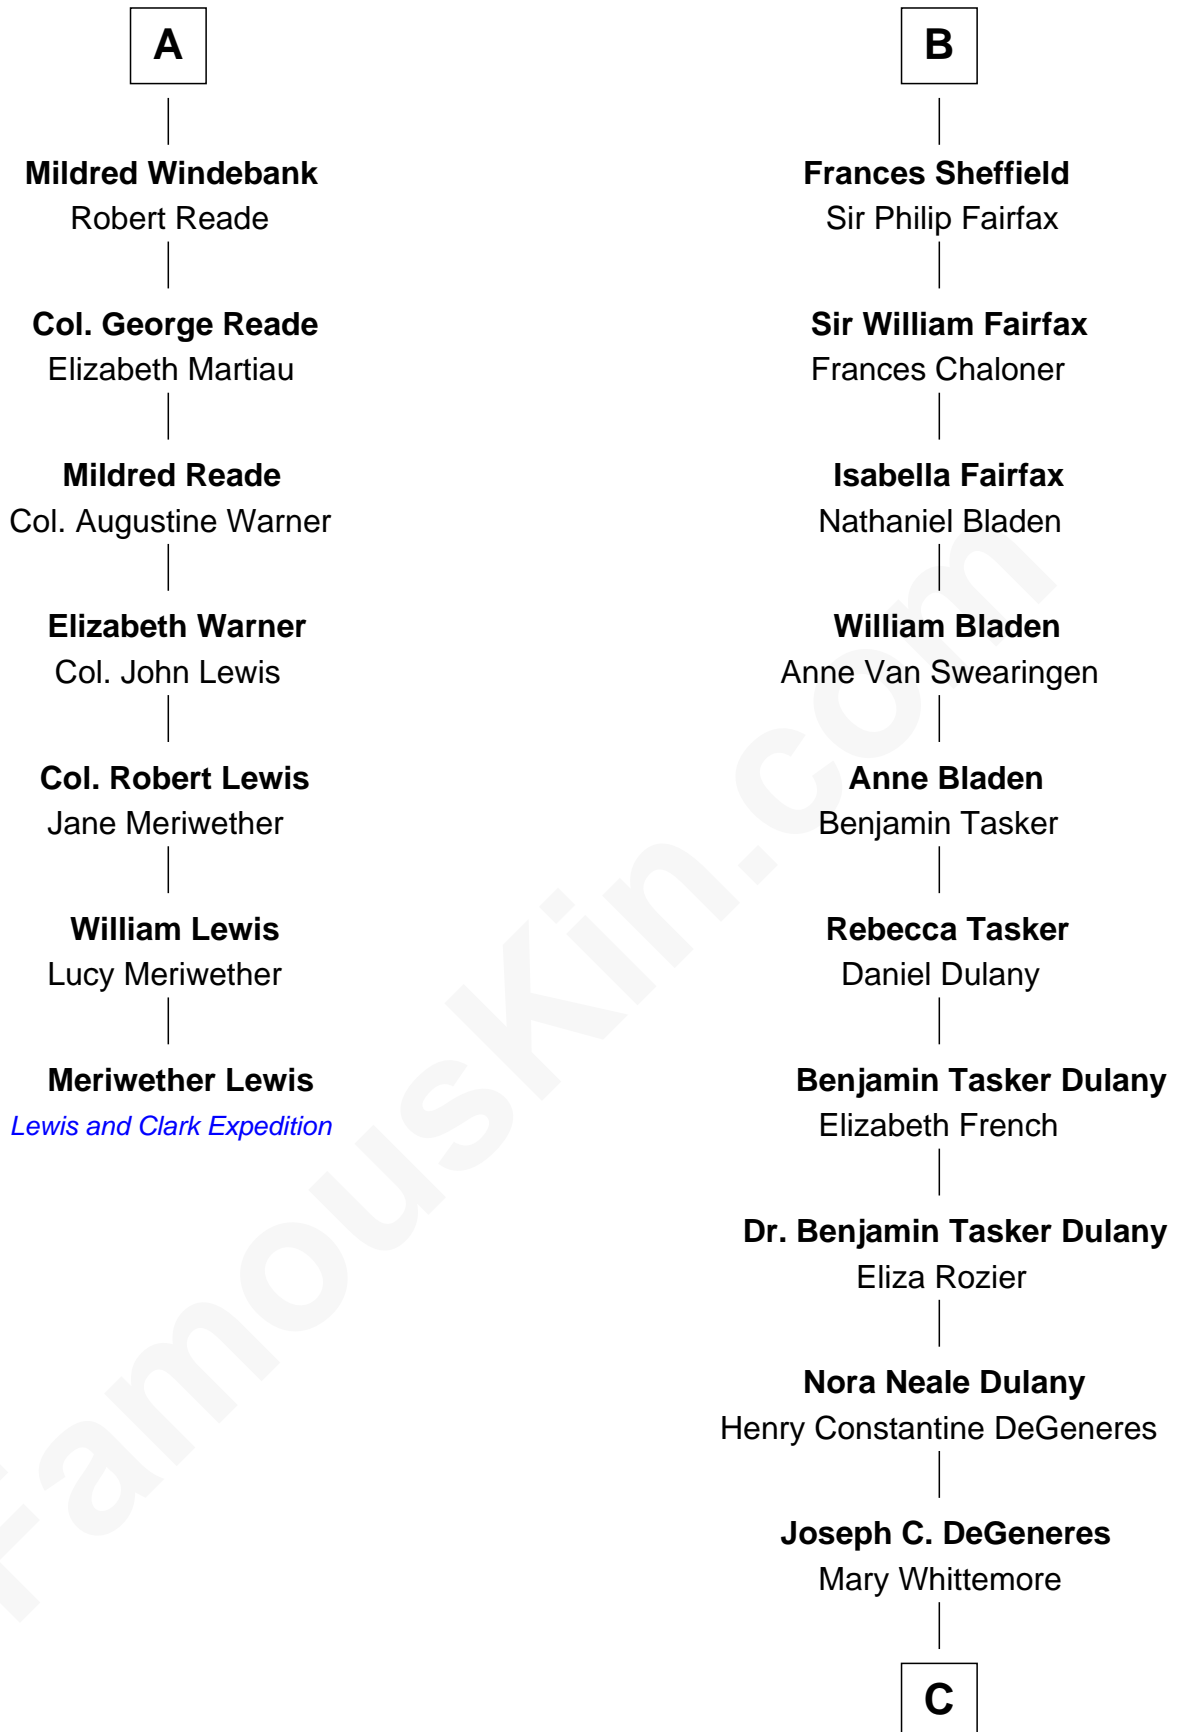 A
Mildred Windebank
Robert Reade
Col. George Reade
Elizabeth Martiau
Mildred Reade
Col. Augustine Warner
Elizabeth Warner
Col. John Lewis
Col. Robert Lewis
Jane Meriwether
William Lewis
Lucy Meriwether
Meriwether Lewis
Lewis and Clark Expedition
B
Frances Sheffield
Sir Philip Fairfax
Sir William Fairfax
Frances Chaloner
Isabella Fairfax
Nathaniel Bladen
William Bladen
Anne Van Swearingen
Anne Bladen
Benjamin Tasker
Rebecca Tasker
Daniel Dulany
Benjamin Tasker Dulany
Elizabeth French
Dr. Benjamin Tasker Dulany
Eliza Rozier
Nora Neale Dulany
Henry Constantine DeGeneres
Joseph C. DeGeneres
Mary Whittemore
C
FamousKin.com